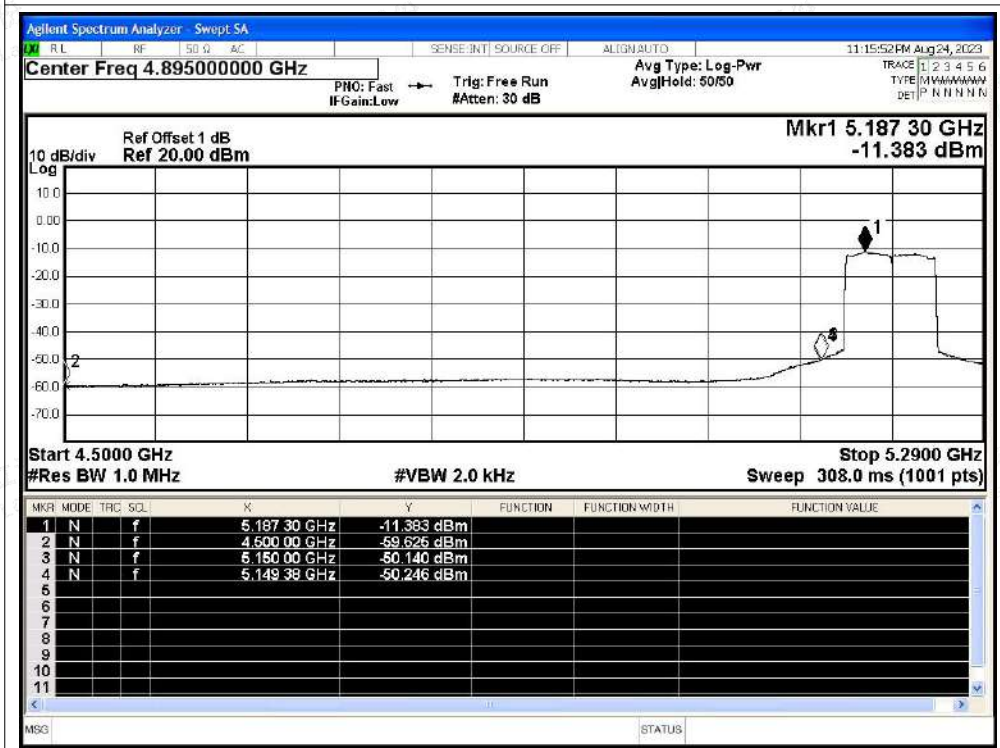 Agilent Spectrum Analyzer - Swept SA
LXI RL RF 50 Ω AC SENSE:INT SOURCE OFF ALIGN AUTO 11:15:52 PM Aug 24, 2023
Center Freq 4.895000000 GHz
PNO: Fast
IFGain:Low
Trig: Free Run
#Atten: 30 dB
Avg Type: Log-Pwr
Avg|Hold: 50/50
TRACE 1 2 3 4 5 6
TYPE M WWWWW
DET P N N N N N
Mkr1 5.187 30 GHz
-11.383 dBm
Ref Offset 1 dB
10 dB/div Ref 20.00 dBm
Log
10.0
0.00
-10.0
-20.0
-30.0
-40.0
-50.0
-60.0
-70.0
1
2
4
Start 4.5000 GHz Stop 5.2900 GHz
#Res BW 1.0 MHz #VBW 2.0 kHz Sweep 308.0 ms (1001 pts)
MKR MODE TRC SCL X Y FUNCTION FUNCTION WIDTH FUNCTION VALUE
1 N f 5.187 30 GHz -11.383 dBm
2 N f 4.500 00 GHz -59.625 dBm
3 N f 5.150 00 GHz -50.140 dBm
4 N f 5.149 38 GHz -50.246 dBm
5
6
7
8
9
10
11
MSG STATUS